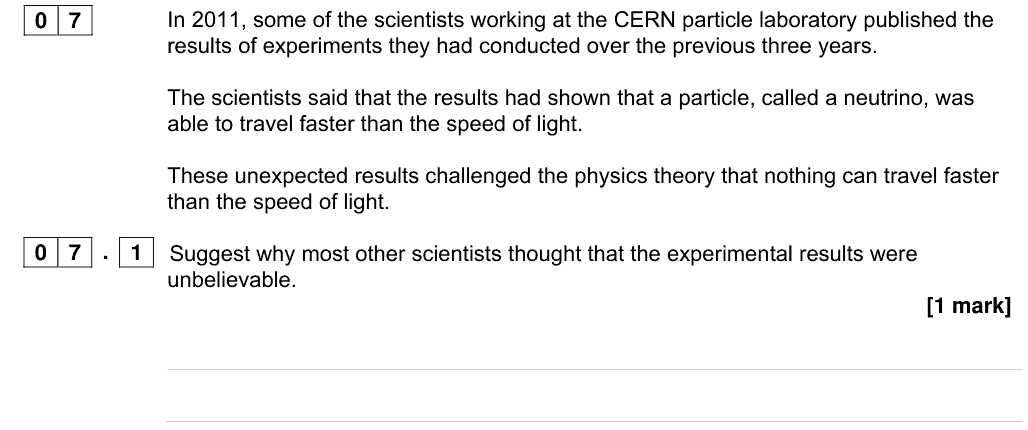 0 7 In 2011, some of the scientists working at the CERN particle laboratory published the
results of experiments they had conducted over the previous three years.
The scientists said that the results had shown that a particle, called a neutrino, was
able to travel faster than the speed of light.
These unexpected results challenged the physics theory that nothing can travel faster
than the speed of light.
0 7 . 1 Suggest why most other scientists thought that the experimental results were
unbelievable.
[1 mark]